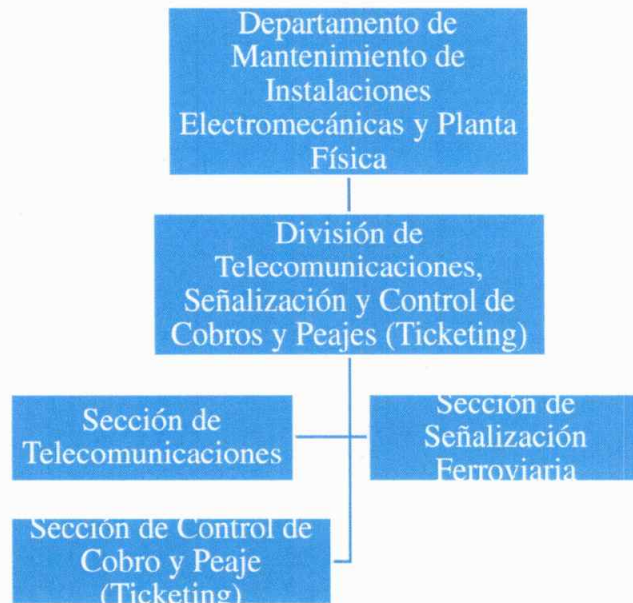 Departamento de
Mantenimiento de
Instalaciones
Electromecánicas y Planta
Física
División de
Telecomunicaciones,
Señalización y Control de
Cobros y Peajes (Ticketing)
Sección de
Telecomunicaciones
Sección de
Señalización
Ferroviaria
Sección de Control de
Cobro y Peaje
(Ticketing)